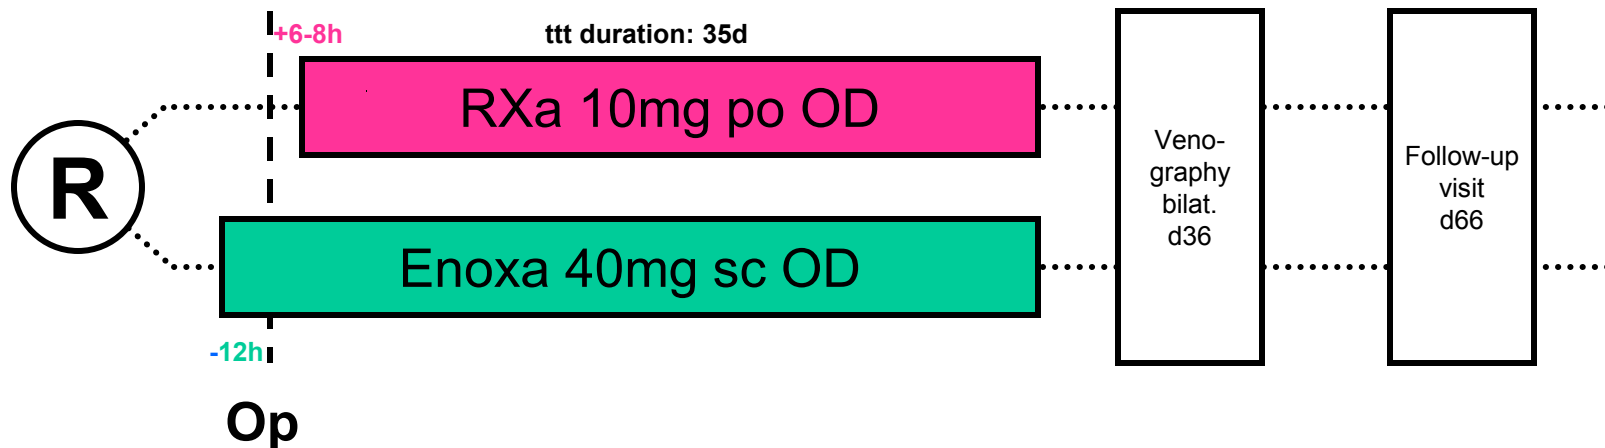 +6-8h
ttt duration: 35d
RXa 10mg po OD
R
Enoxa 40mg sc OD
-12h
Op
Veno-
graphy
bilat.
d36
Follow-up
visit
d66